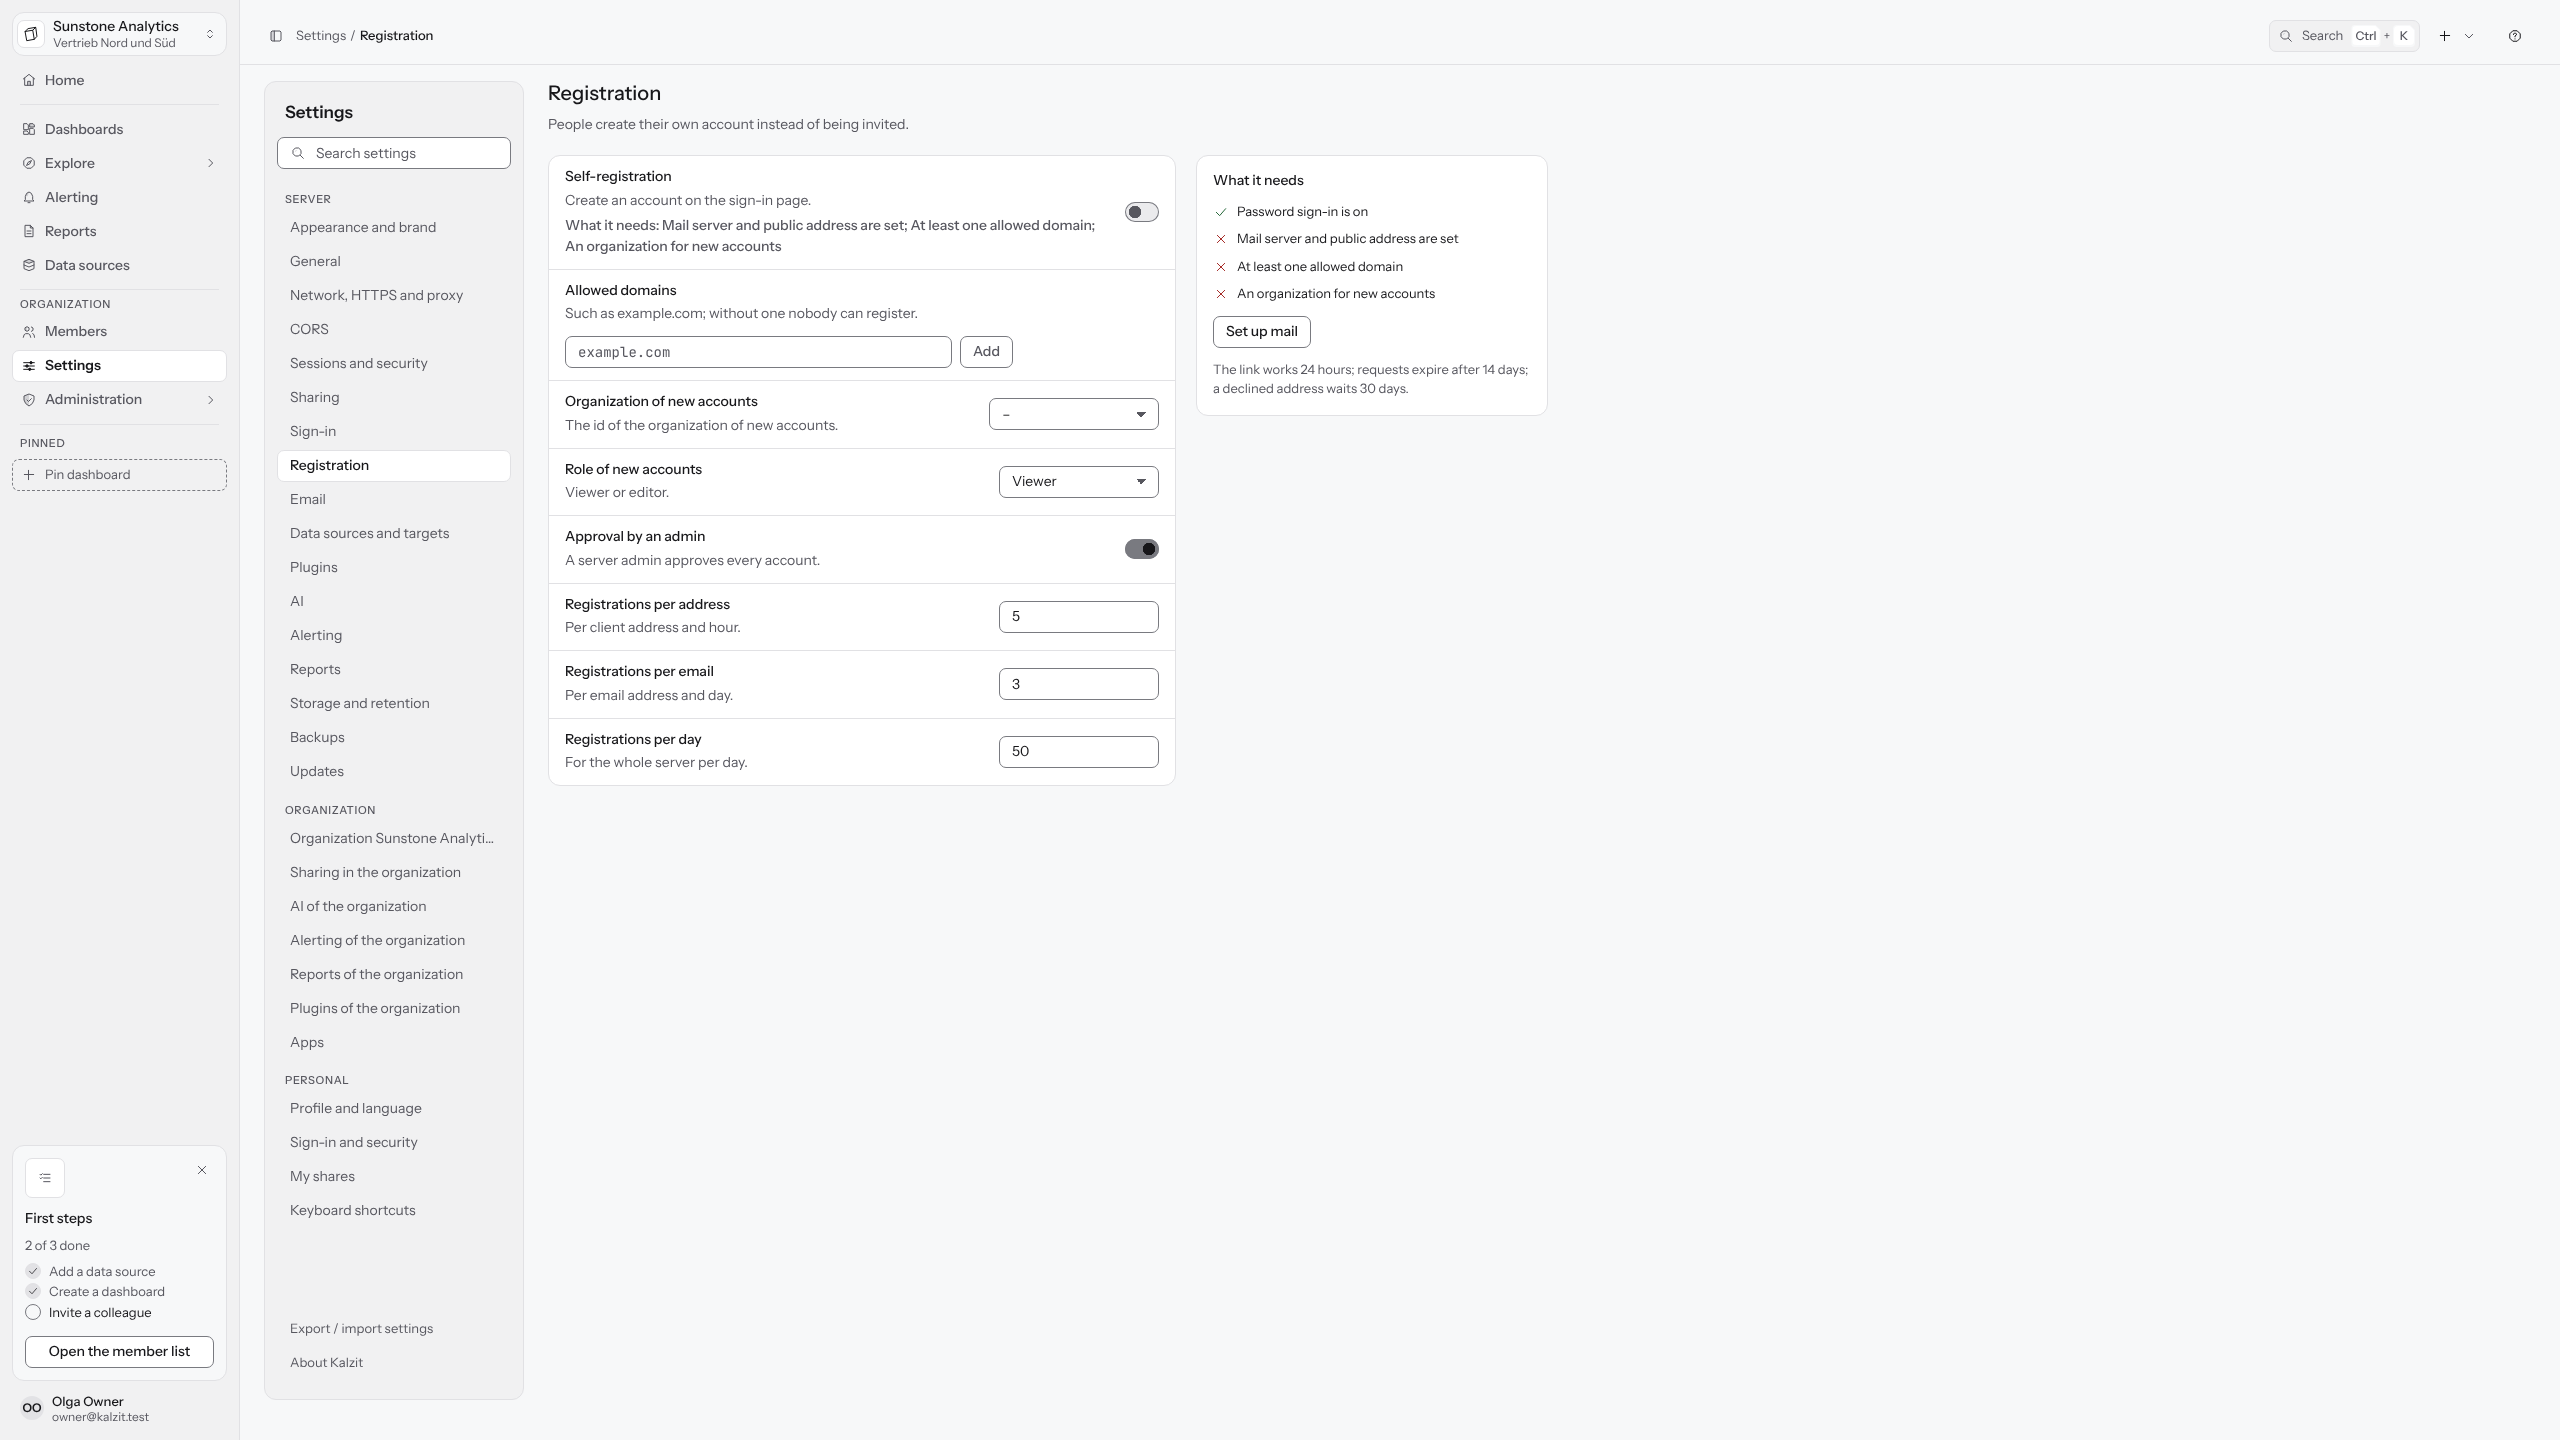 Sunstone Analytics
Vertrieb Nord und Süd
Home
Dashboards
Explore
Alerting
Reports
Data sources
ORGANIZATION
Members
Settings
Administration
PINNED
Pin dashboard
First steps
2 of 3 done
Add a data source
Create a dashboard
Invite a colleague
Open the member list
OO
Olga Owner
owner@kalzit.test
Settings / Registration
Search Ctrl + K
Settings
Search settings
SERVER
Appearance and brand
General
Network, HTTPS and proxy
CORS
Sessions and security
Sharing
Sign-in
Registration
Email
Data sources and targets
Plugins
AI
Alerting
Reports
Storage and retention
Backups
Updates
ORGANIZATION
Organization Sunstone Analyti...
Sharing in the organization
AI of the organization
Alerting of the organization
Reports of the organization
Plugins of the organization
Apps
PERSONAL
Profile and language
Sign-in and security
My shares
Keyboard shortcuts
Export / import settings
About Kalzit
Registration
People create their own account instead of being invited.
Self-registration
Create an account on the sign-in page.
What it needs: Mail server and public address are set; At least one allowed domain;
An organization for new accounts
Allowed domains
Such as example.com; without one nobody can register.
example.com
Add
Organization of new accounts
The id of the organization of new accounts.
–
Role of new accounts
Viewer or editor.
Viewer
Approval by an admin
A server admin approves every account.
Registrations per address
Per client address and hour.
5
Registrations per email
Per email address and day.
3
Registrations per day
For the whole server per day.
50
What it needs
Password sign-in is on
Mail server and public address are set
At least one allowed domain
An organization for new accounts
Set up mail
The link works 24 hours; requests expire after 14 days;
a declined address waits 30 days.